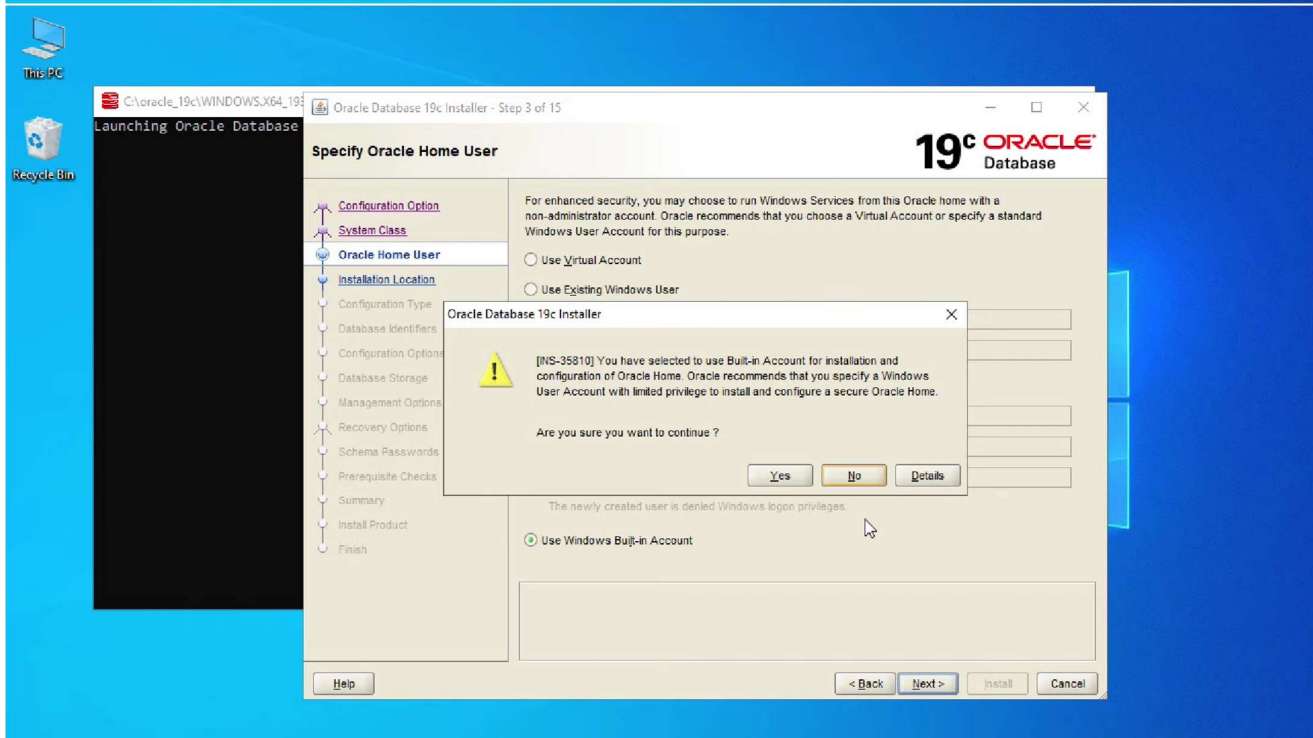 This PC
Recycle Bin
C:\oracle_19c\WINDOWS.X64_193
Launching Oracle Database
Oracle Database 19c Installer - Step 3 of 15
Specify Oracle Home User
19c ORACLE
Database
Configuration Option
System Class
Oracle Home User
Installation Location
Configuration Type
Database Identifiers
Configuration Options
Database Storage
Management Options
Recovery Options
Schema Passwords
Prerequisite Checks
Summary
Install Product
Finish
For enhanced security, you may choose to run Windows Services from this Oracle home with a
non-administrator account. Oracle recommends that you choose a Virtual Account or specify a standard
Windows User Account for this purpose.
Use Virtual Account
Use Existing Windows User
Oracle Database 19c Installer
[INS-35810] You have selected to use Built-in Account for installation and
configuration of Oracle Home. Oracle recommends that you specify a Windows
User Account with limited privilege to install and configure a secure Oracle Home.
Are you sure you want to continue ?
Yes No Details
The newly created user is denied Windows logon privileges.
Use Windows Built-in Account
Help < Back Next > Install Cancel